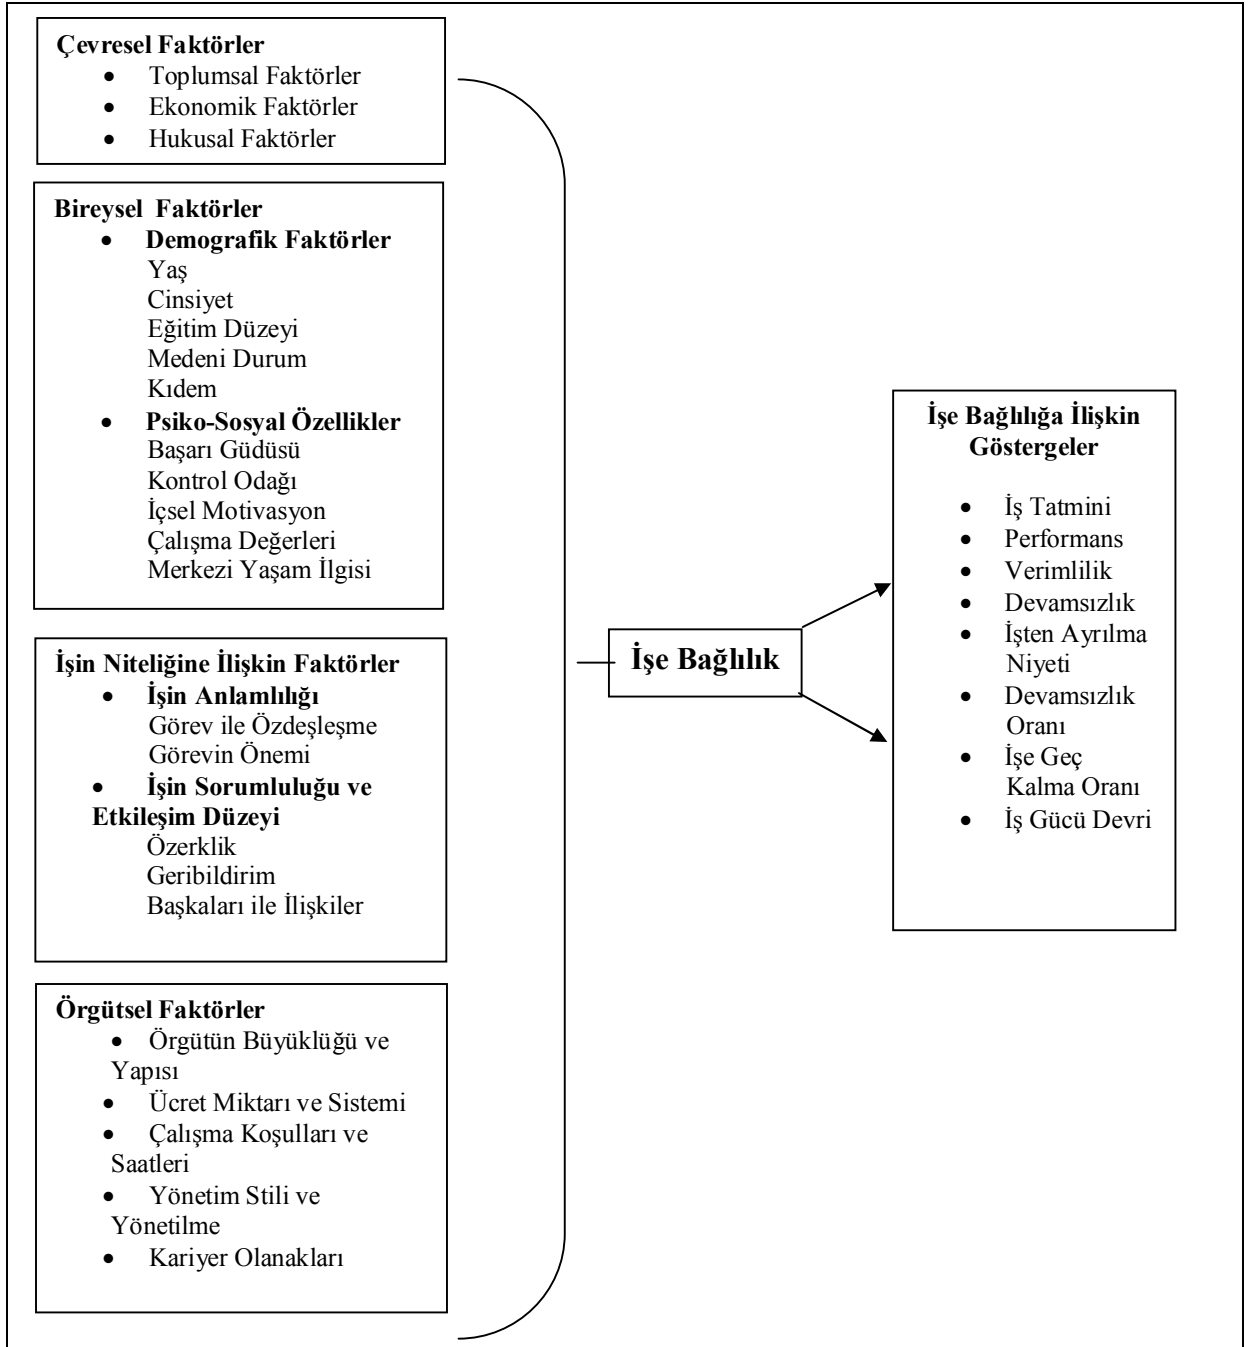 Çevresel Faktörler
• Toplumsal Faktörler
• Ekonomik Faktörler
• Hukusal Faktörler
Bireysel Faktörler
• Demografik Faktörler
Yaş
Cinsiyet
Eğitim Düzeyi
Medeni Durum
Kıdem
• Psiko-Sosyal Özellikler
Başarı Güdüsü
Kontrol Odağı
İçsel Motivasyon
Çalışma Değerleri
Merkezi Yaşam İlgisi
İşin Niteliğine İlişkin Faktörler
• İşin Anlamlılığı
Görev ile Özdeşleşme
Görevin Önemi
• İşin Sorumluluğu ve
Etkileşim Düzeyi
Özerklik
Geribildirim
Başkaları ile İlişkiler
Örgütsel Faktörler
• Örgütün Büyüklüğü ve
Yapısı
• Ücret Miktarı ve Sistemi
• Çalışma Koşulları ve
Saatleri
• Yönetim Stili ve
Yönetilme
• Kariyer Olanakları
İşe Bağlılık
İşe Bağlılığa İlişkin
Göstergeler
• İş Tatmini
• Performans
• Verimlilik
• Devamsızlık
• İşten Ayrılma
Niyeti
• Devamsızlık
Oranı
• İşe Geç
Kalma Oranı
• İş Gücü Devri